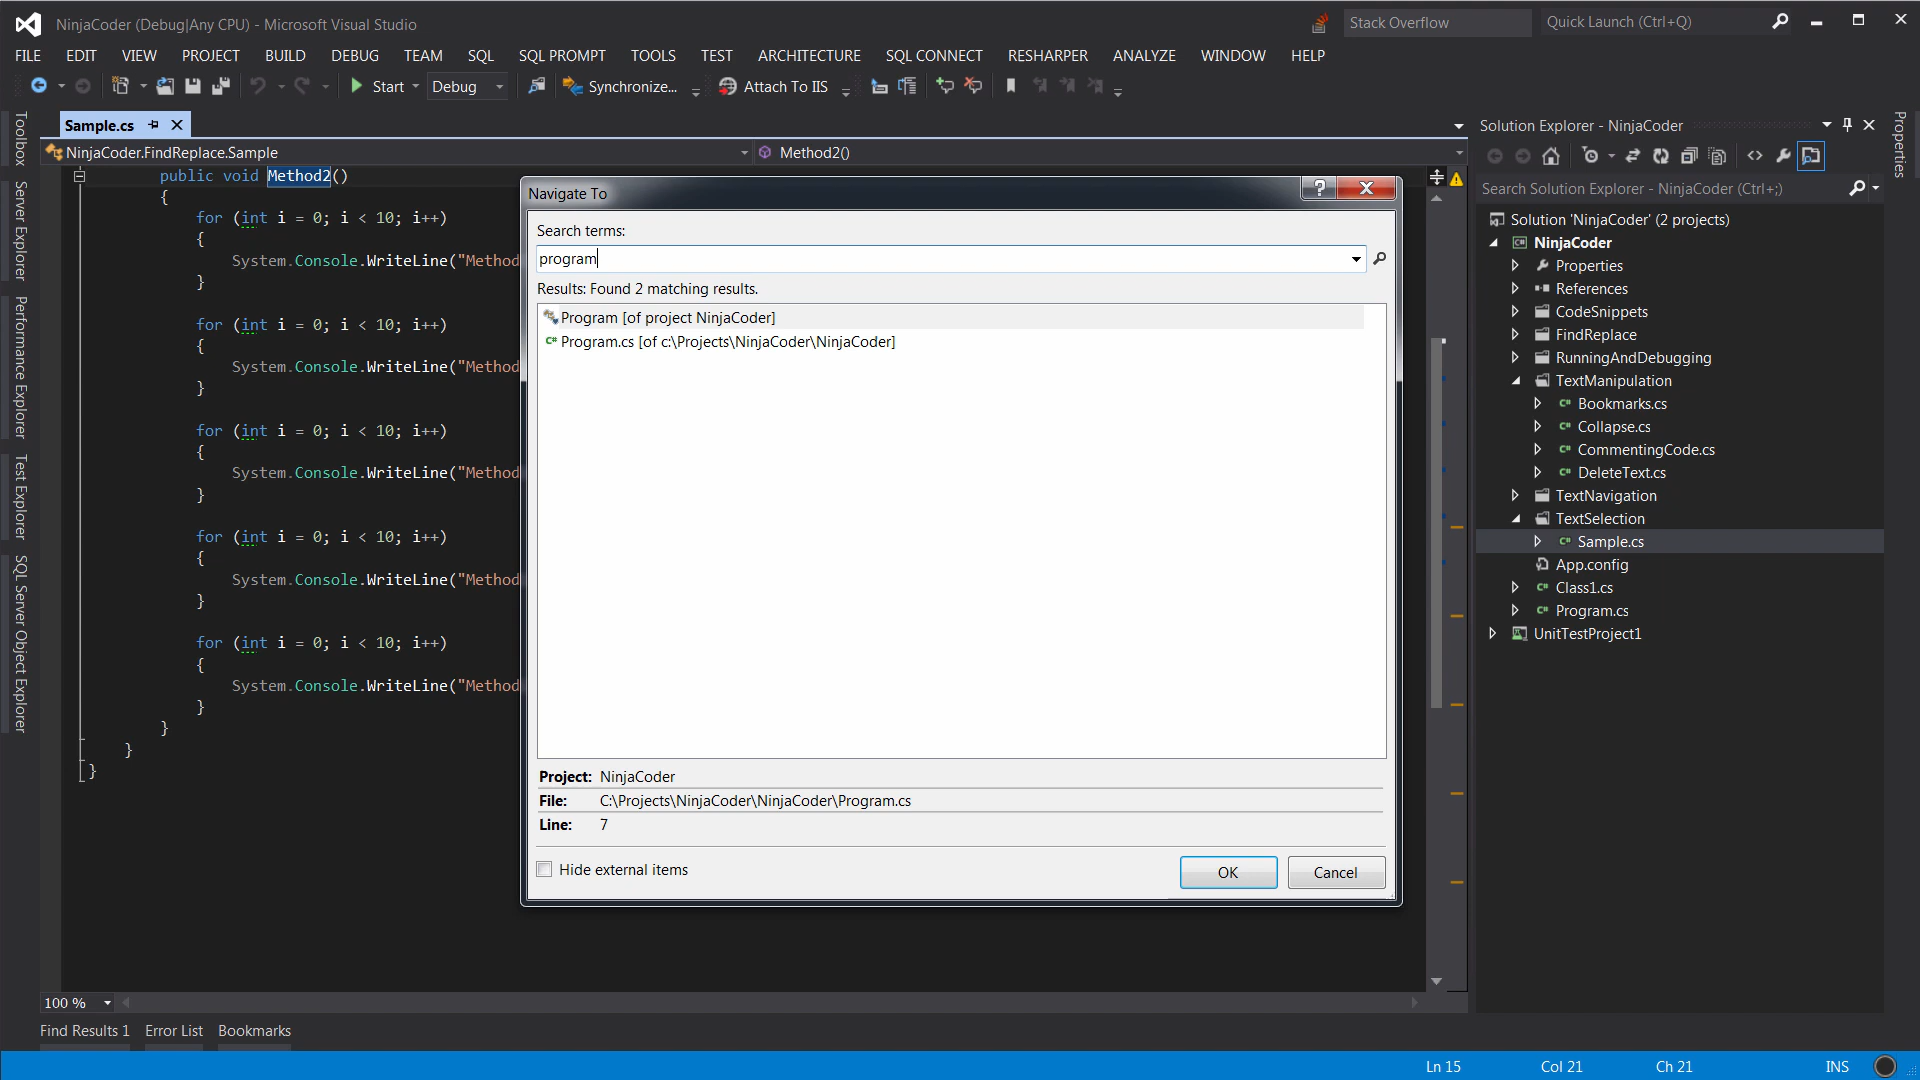 NinjaCoder (Debug|Any CPU) - Microsoft Visual Studio
Stack Overflow
Quick Launch (Ctrl+Q)
FILE EDIT VIEW PROJECT BUILD DEBUG TEAM SQL SQL PROMPT TOOLS TEST ARCHITECTURE SQL CONNECT RESHARPER ANALYZE WINDOW HELP
Start Debug Synchronize... Attach To IIS
Toolbox
Server Explorer
Performance Explorer
Test Explorer
SQL Server Object Explorer
Sample.cs
NinjaCoder.FindReplace.Sample
Method2()
public void Method2()
{
for (int i = 0; i < 10; i++)
{
System.Console.WriteLine("Method
}
for (int i = 0; i < 10; i++)
{
System.Console.WriteLine("Method
}
for (int i = 0; i < 10; i++)
{
System.Console.WriteLine("Method
}
for (int i = 0; i < 10; i++)
{
System.Console.WriteLine("Method
}
for (int i = 0; i < 10; i++)
{
System.Console.WriteLine("Method
}
}
}
}
Navigate To
Search terms:
program
Results: Found 2 matching results.
Program [of project NinjaCoder]
Program.cs [of c:\Projects\NinjaCoder\NinjaCoder]
Project: NinjaCoder
File: C:\Projects\NinjaCoder\NinjaCoder\Program.cs
Line: 7
Hide external items
OK
Cancel
Solution Explorer - NinjaCoder
Search Solution Explorer - NinjaCoder (Ctrl+;)
Solution 'NinjaCoder' (2 projects)
NinjaCoder
Properties
References
CodeSnippets
FindReplace
RunningAndDebugging
TextManipulation
Bookmarks.cs
Collapse.cs
CommentingCode.cs
DeleteText.cs
TextNavigation
TextSelection
Sample.cs
App.config
Class1.cs
Program.cs
UnitTestProject1
Properties
100 %
Find Results 1 Error List Bookmarks
Ln 15 Col 21 Ch 21 INS